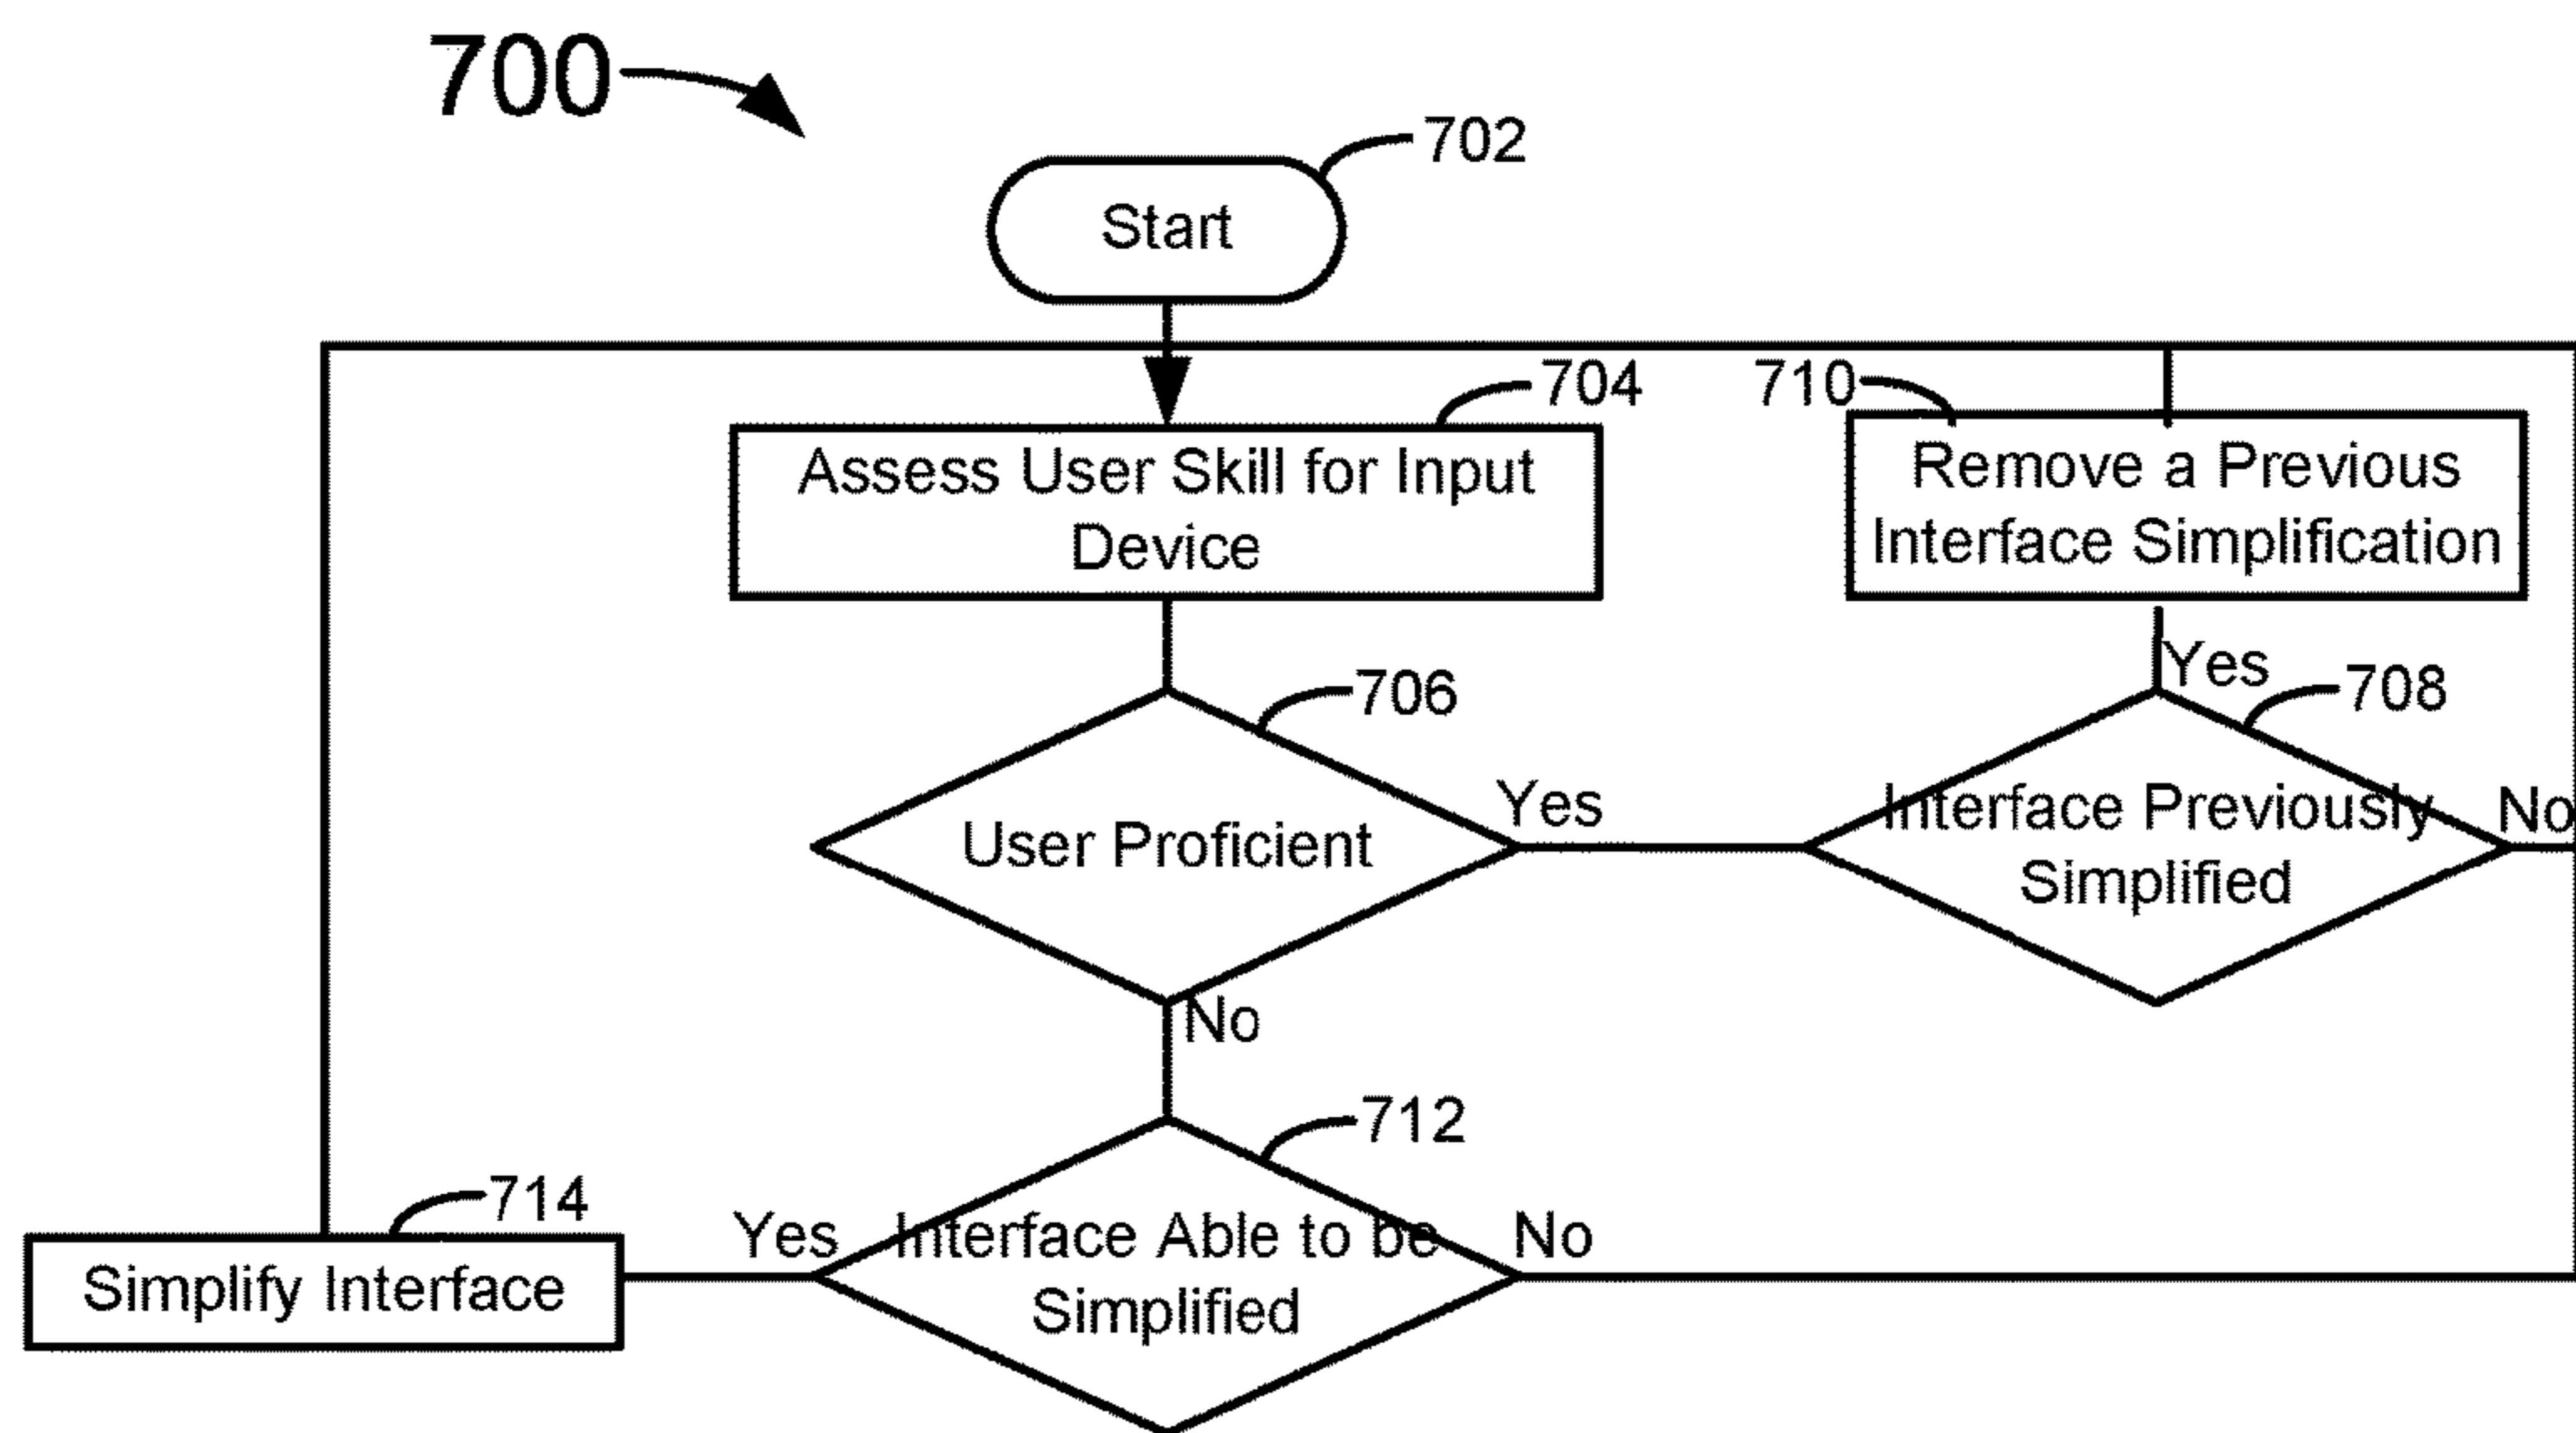 700
702
Start
704
Assess User Skill for Input
Device
710
Remove a Previous
Interface Simplification
706
User Proficient
Yes
Yes
708
Interface Previously
Simplified
No
No
712
Interface Able to be
Simplified
Yes
No
714
Simplify Interface